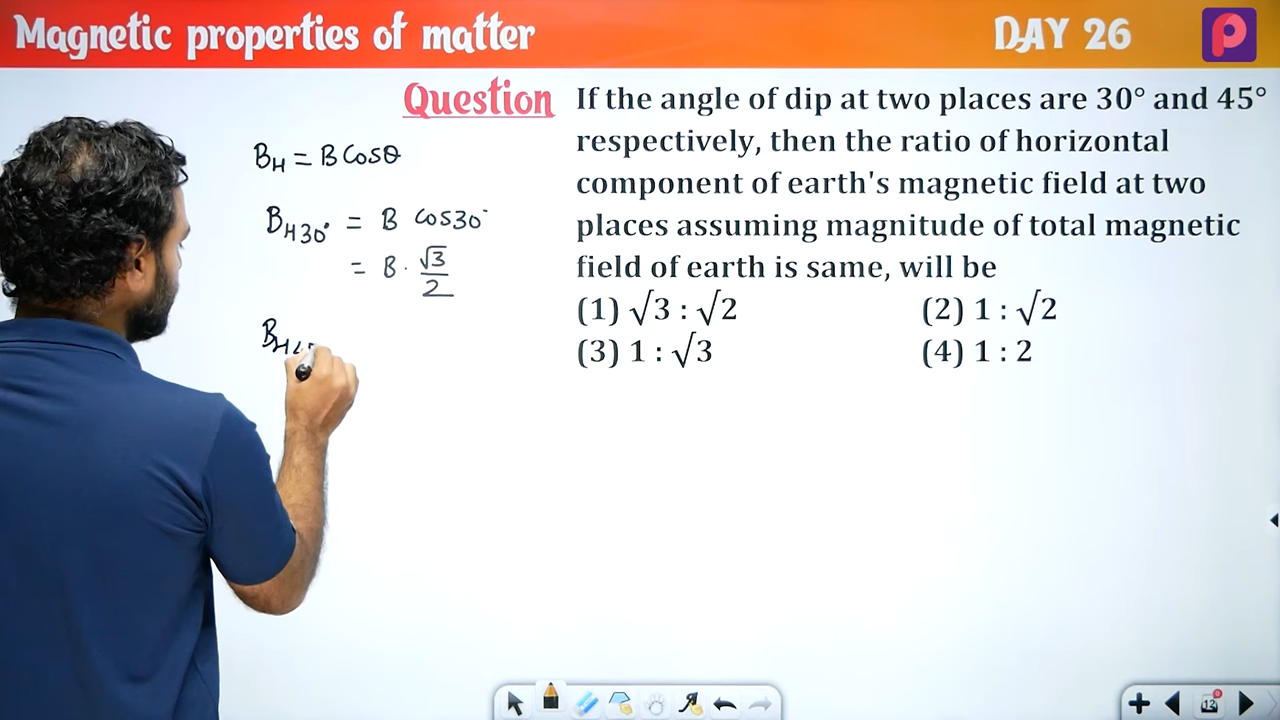 Magnetic properties of matter
DAY 26
Question
If the angle of dip at two places are 30° and 45°
respectively, then the ratio of horizontal
component of earth's magnetic field at two
places assuming magnitude of total magnetic
field of earth is same, will be
(1) √3 : √2
(2) 1 : √2
(3) 1 : √3
(4) 1 : 2
B_H = B Cosθ
B_H30° = B cos30°
= B · √3/2
B_H
12